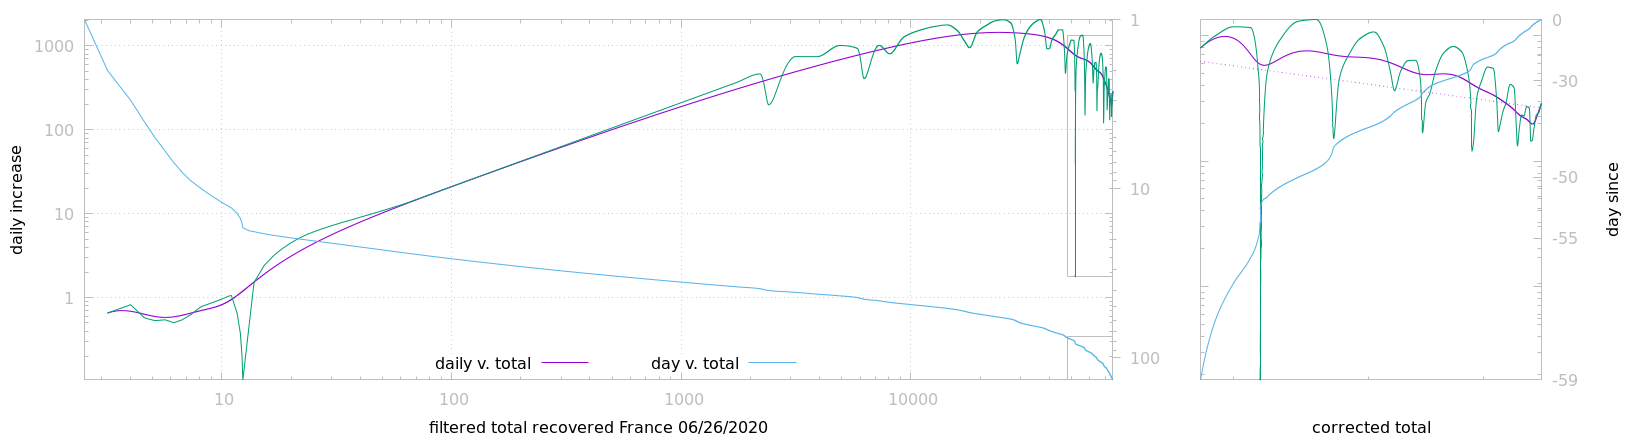 daily increase
1000
100
10
1
10
100
1000
10000
1
10
100
daily v. total
day v. total
filtered total recovered France 06/26/2020
0
-30
-50
-55
-59
day since
corrected total